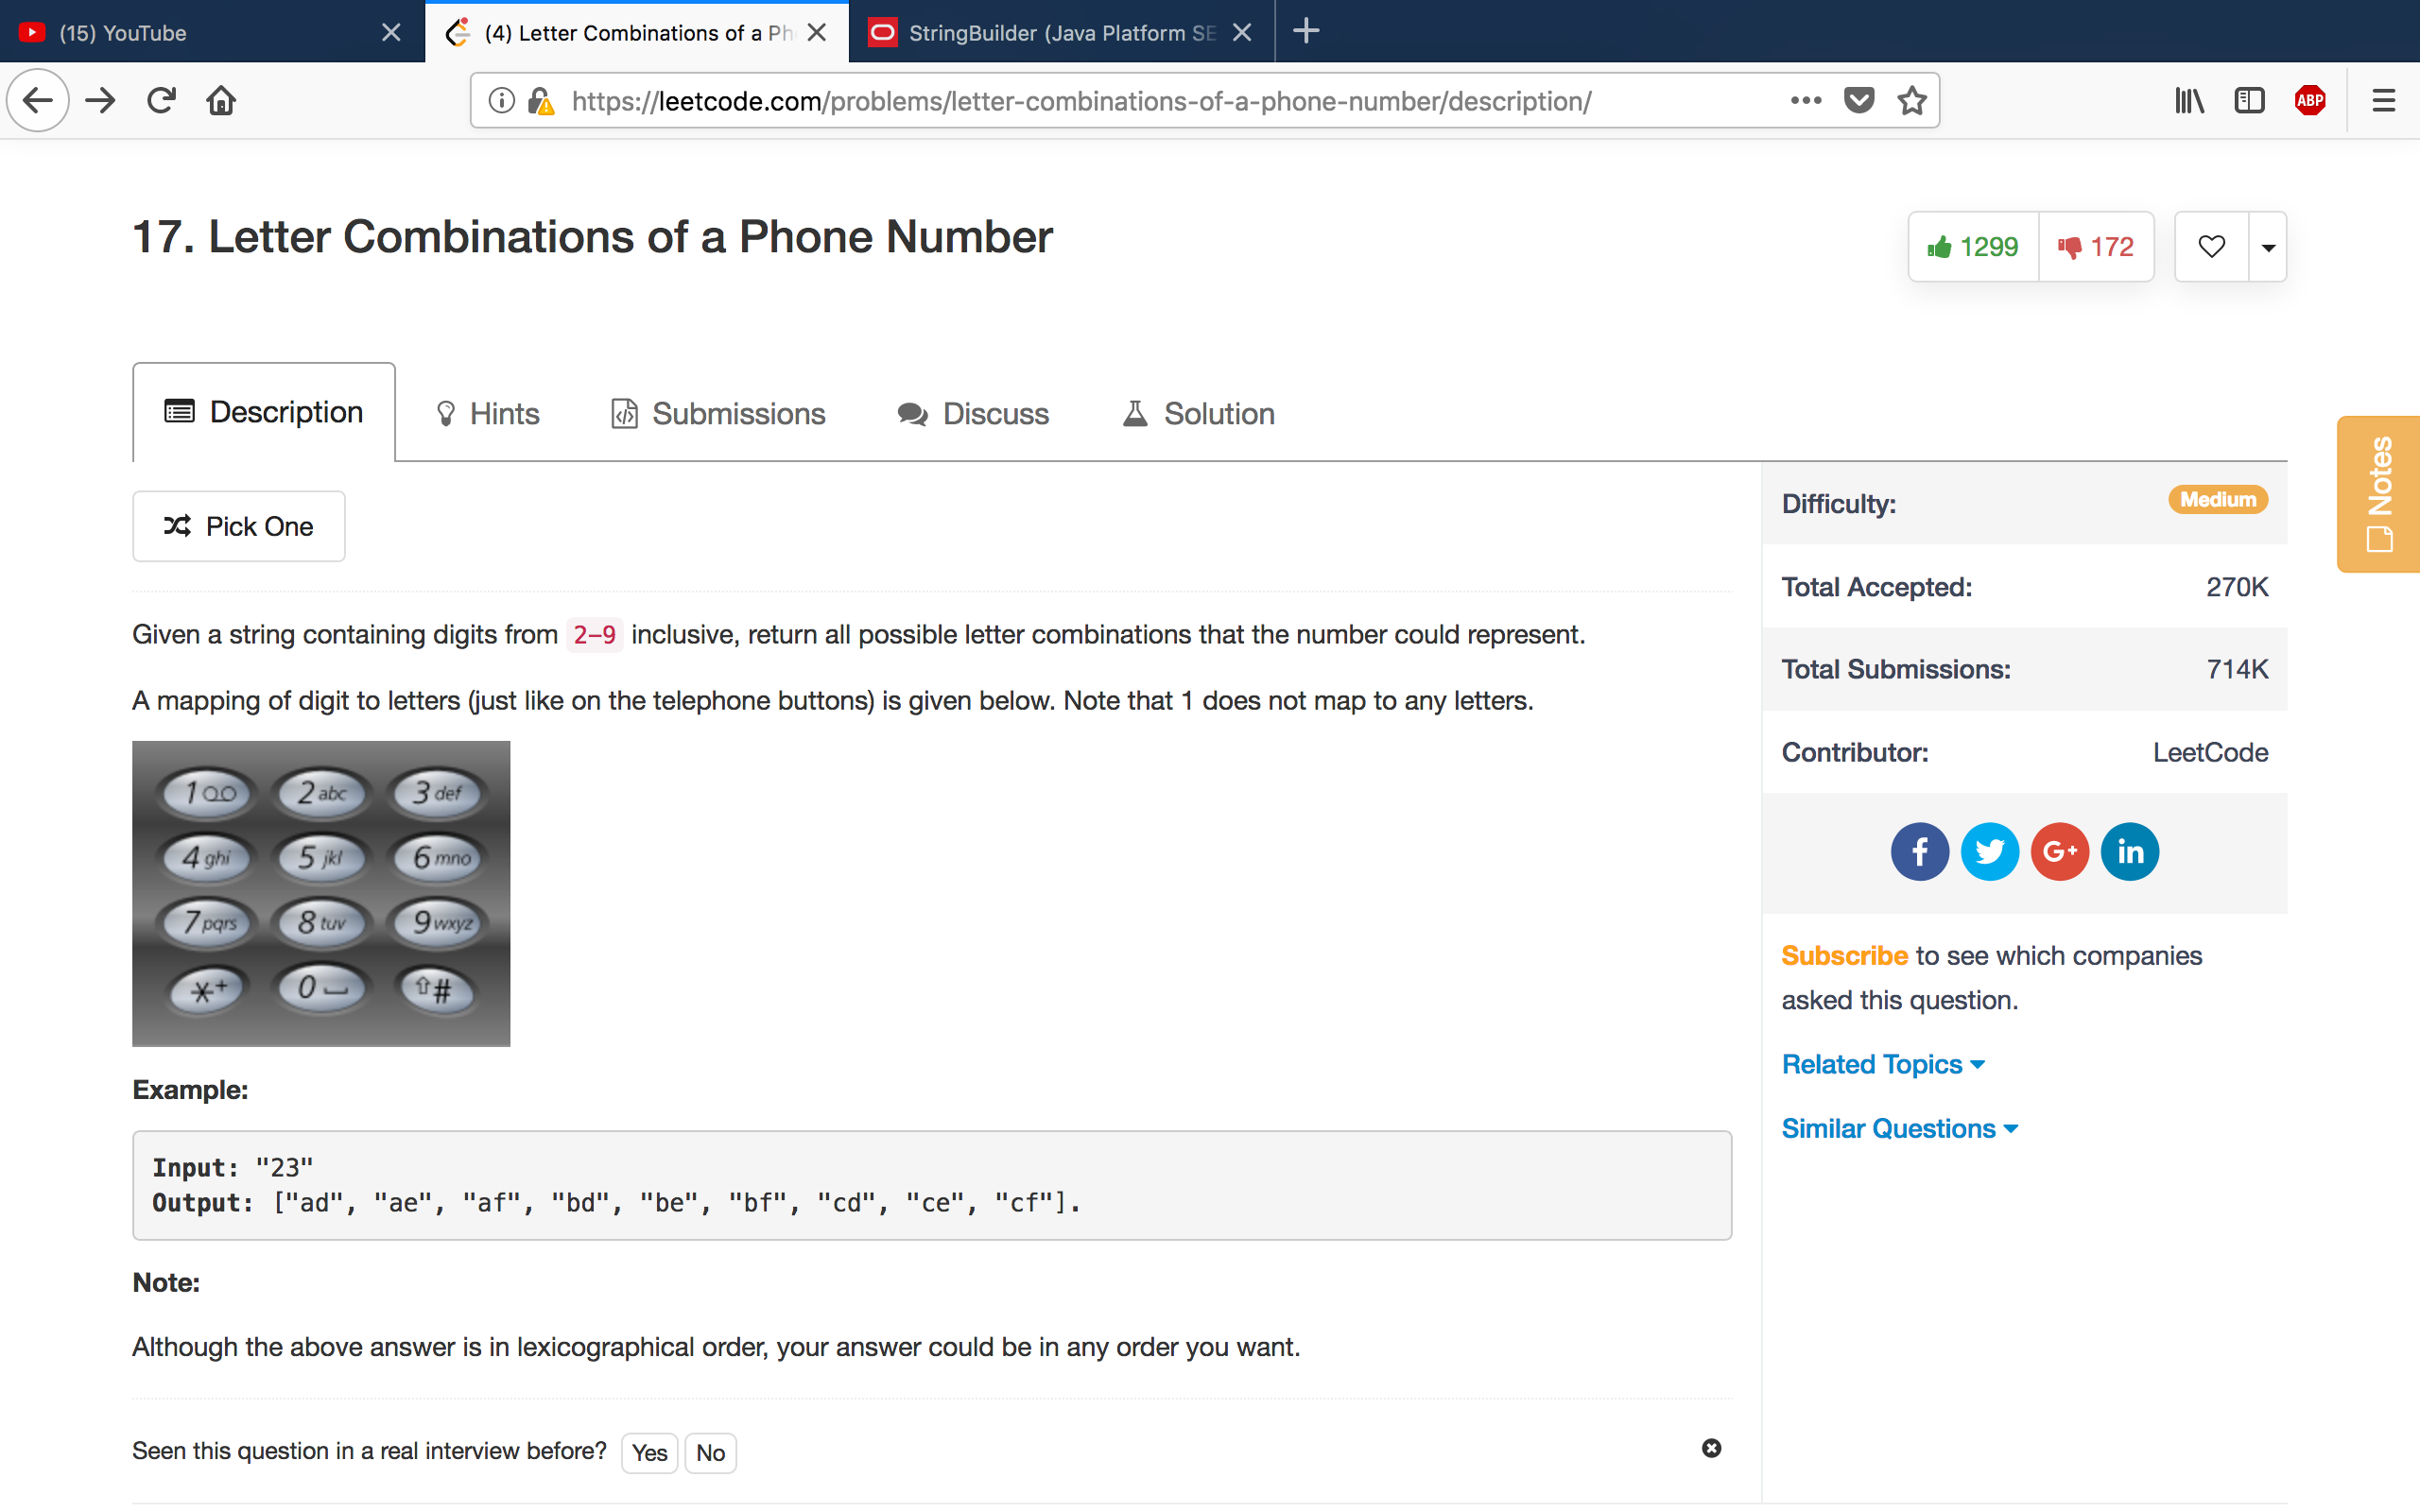 (15) YouTube
(4) Letter Combinations of a Ph
StringBuilder (Java Platform SE
https://leetcode.com/problems/letter-combinations-of-a-phone-number/description/
ABP
17. Letter Combinations of a Phone Number
1299
172
Description
Hints
Submissions
Discuss
Solution
Notes
Pick One
Given a string containing digits from 2-9 inclusive, return all possible letter combinations that the number could represent.
A mapping of digit to letters (just like on the telephone buttons) is given below. Note that 1 does not map to any letters.
1
2 abc
3 def
4 ghi
5 jkl
6 mno
7 pqrs
8 tuv
9 wxyz
*+
0
#
Example:
Input: "23"
Output: ["ad", "ae", "af", "bd", "be", "bf", "cd", "ce", "cf"].
Note:
Although the above answer is in lexicographical order, your answer could be in any order you want.
Seen this question in a real interview before? Yes No
Difficulty: Medium
Total Accepted: 270K
Total Submissions: 714K
Contributor: LeetCode
f
G+
in
Subscribe to see which companies
asked this question.
Related Topics
Similar Questions